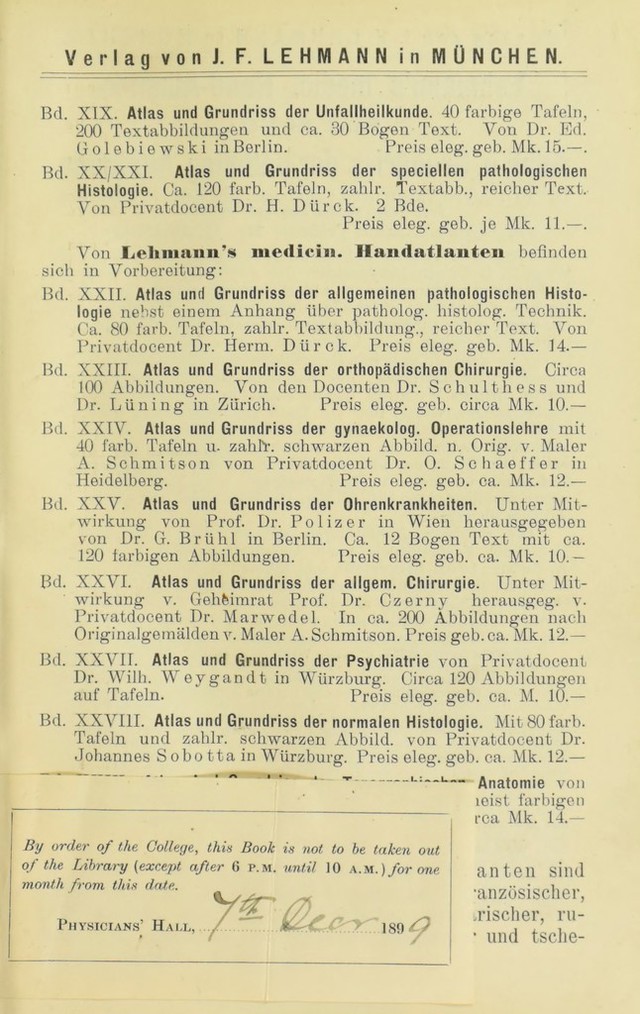 Verlag von J. F. LEHMANN in MÜNCHEN.
Bd. XIX. Atlas und Grundriss der Unfallheilkunde. 40 farbige Tafeln,
200 Textabbildungen und ca. 30 Bogen Text. Von Dr. Ed.
Golebiewski in Berlin. Preis eleg. geb. Mk. 15.—.
Bd. XX/XXI. Atlas und Grundriss der speciellen pathologischen
Histologie. Ca. 120 farb. Tafeln, zahlr. Textabb., reicher Text.
Von Privatdocent Dr. H. Dürck. 2 Bde.
Preis eleg. geb. je Mk. 11.—.
Von Lehmann's medicin. Handatlanten befinden
sich in Vorbereitung:
Bd. XXII. Atlas und Grundriss der allgemeinen pathologischen Histo-
logie nebst einem Anhang über patholog. histolog. Technik.
Ca. 80 farb. Tafeln, zahlr. Textabbildung., reicher Text. Von
Privatdocent Dr. Herm. Dürck. Preis eleg. geb. Mk. 14.—
Bd. XXIII. Atlas und Grundriss der orthopädischen Chirurgie. Circa
100 Abbildungen. Von den Docenten Dr. Schulthess und
Dr. Lüning in Zürich. Preis eleg. geb. circa Mk. 10.—
Bd. XXIV. Atlas und Grundriss der gynaekolog. Operationslehre mit
40 farb. Tafeln u. zahlr. schwarzen Abbild. n. Orig. v. Maler
A. Schmitson von Privatdocent Dr. O. Schaeffer in
Heidelberg. Preis eleg. geb. ca. Mk. 12.—
Bd. XXV. Atlas und Grundriss der Ohrenkrankheiten. Unter Mit-
wirkung von Prof. Dr. Polizer in Wien herausgegeben
von Dr. G. Brühl in Berlin. Ca. 12 Bogen Text mit ca.
120 farbigen Abbildungen. Preis eleg. geb. ca. Mk. 10.—
Bd. XXVI. Atlas und Grundriss der allgem. Chirurgie. Unter Mit-
wirkung v. Geheimrat Prof. Dr. Czerny herausgeg. v.
Privatdocent Dr. Marwedel. In ca. 200 Abbildungen nach
Originalgemälden v. Maler A. Schmitson. Preis geb. ca. Mk. 12.—
Bd. XXVII. Atlas und Grundriss der Psychiatrie von Privatdocent
Dr. Wilh. Weygandt in Würzburg. Circa 120 Abbildungen
auf Tafeln. Preis eleg. geb. ca. M. 10.—
Bd. XXVIII. Atlas und Grundriss der normalen Histologie. Mit 80 farb.
Tafeln und zahlr. schwarzen Abbild. von Privatdocent Dr.
Johannes Sobotta in Würzburg. Preis eleg. geb. ca. Mk. 12.—
Anatomie von
neist farbigen
rca Mk. 14.—
anten sind
anzösischer,
rischer, ru-
und tsche-
By order of the College, this Book is not to be taken out
of the Library (except after 6 P.M. until 10 A.M.) for one
month from this date.
PHYSICIANS' HALL, 7th Decr 1899